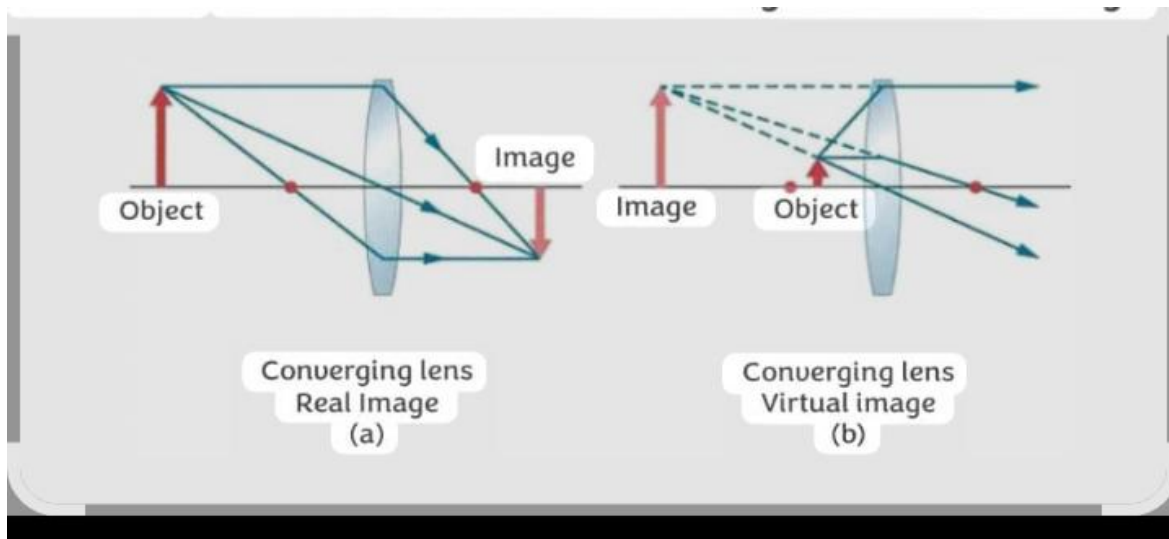 Object
Image
Converging lens
Real Image
(a)
Image
Object
Converging lens
Virtual image
(b)